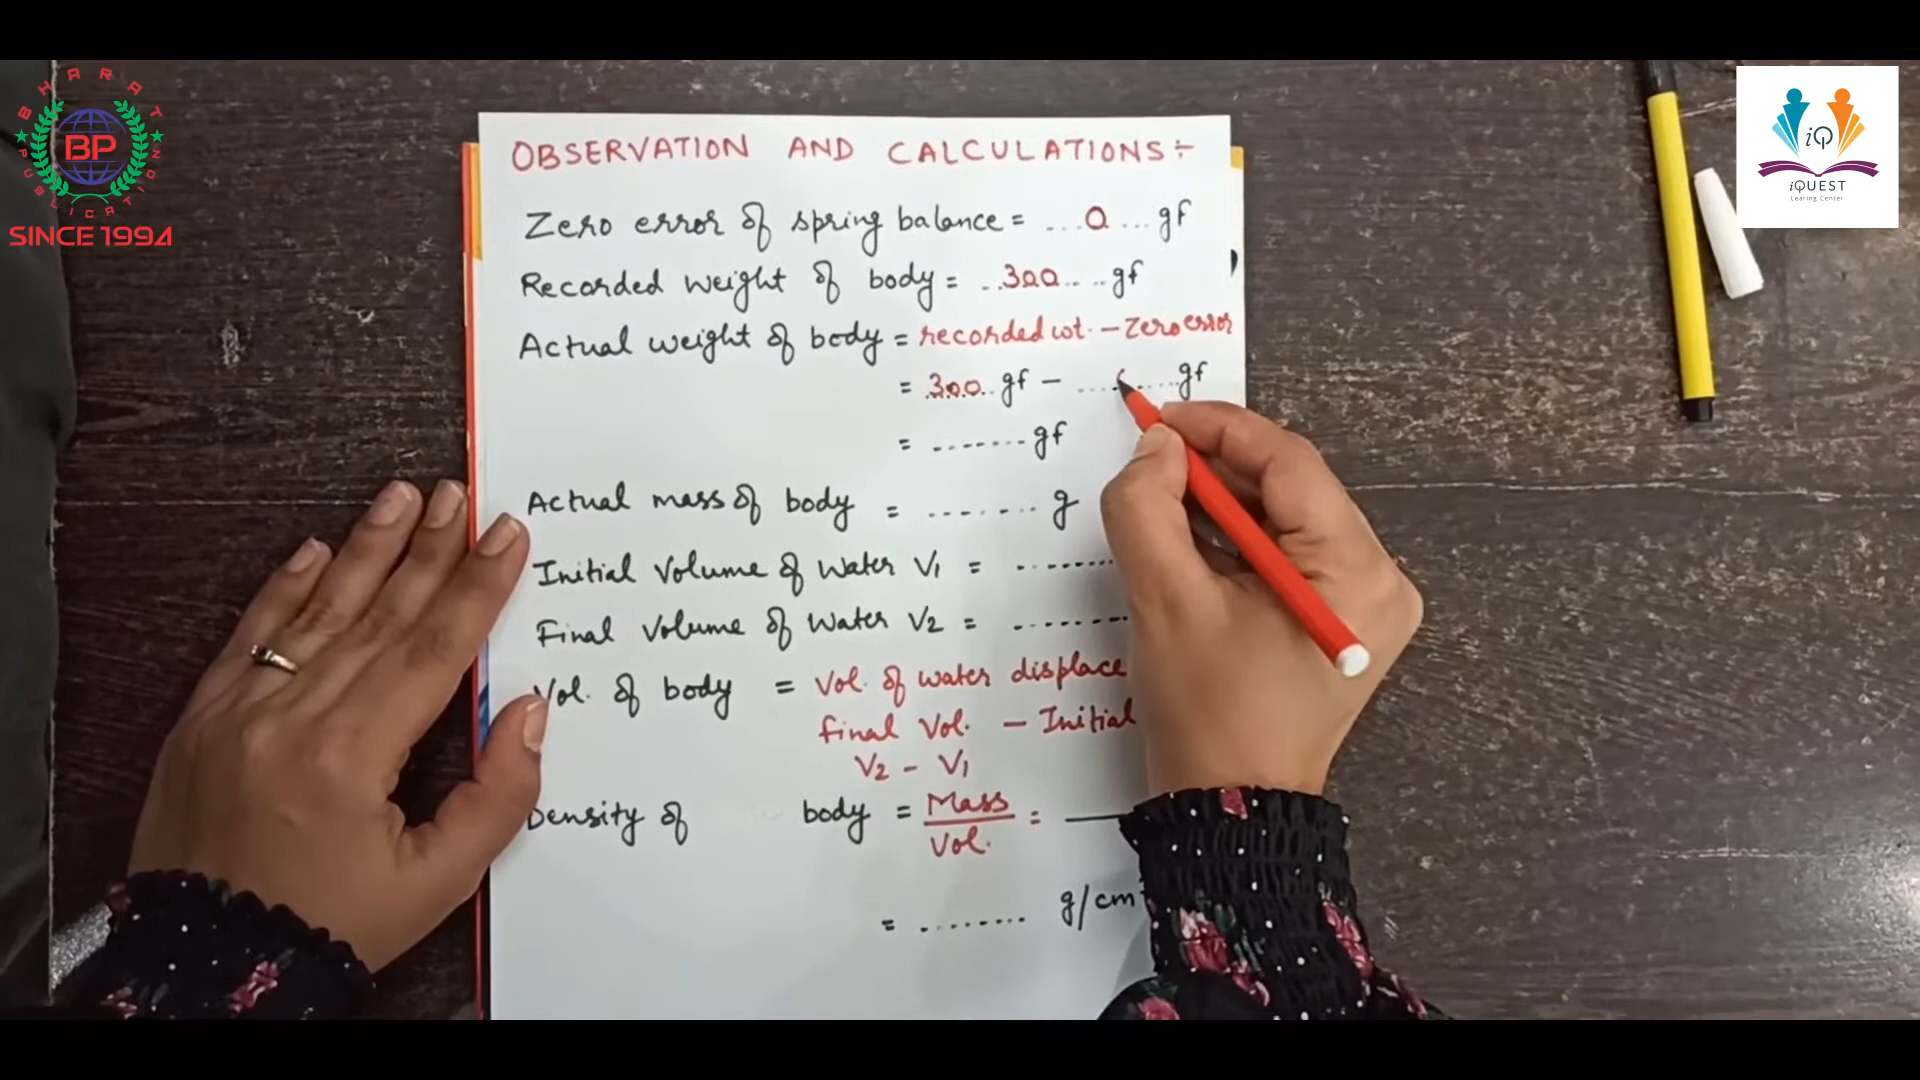 BHARAT
BP
PUBLICATION
SINCE 1994
iQ
iQUEST
Learing Center
OBSERVATION AND CALCULATIONS:-
Zero error of spring balance = ...0... gf
Recorded weight of body = ..300.. .. gf
Actual weight of body = recorded wt. - Zero error
= 300.. gf - ........ gf
= ....... gf
Actual mass of body = ....... g
Initial Volume of Water V1 = .......
Final Volume of Water V2 = .......
Vol. of body = Vol. of water displace
final Vol. - Initial
V2 - V1
Density of body = Mass/Vol. =
= ........ g/cm